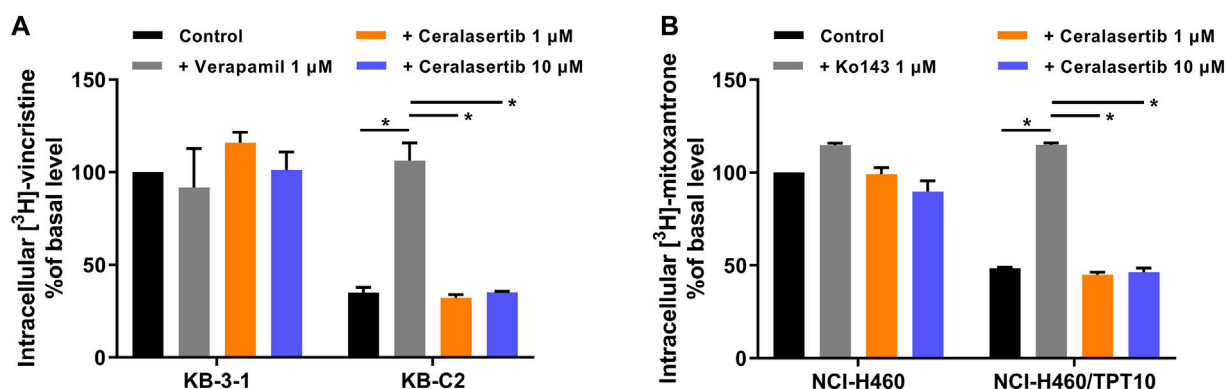 A
Control
+ Verapamil 1 µM
+ Ceralasertib 1 µM
+ Ceralasertib 10 µM
Intracellular [³H]-vincristine
%of basal level
150
100
50
0
* * *
KB-3-1 KB-C2
B
Control
+ Ko143 1 µM
+ Ceralasertib 1 µM
+ Ceralasertib 10 µM
Intracellular [³H]-mitoxantrone
%of basal level
150
100
50
0
* * *
NCI-H460 NCI-H460/TPT10